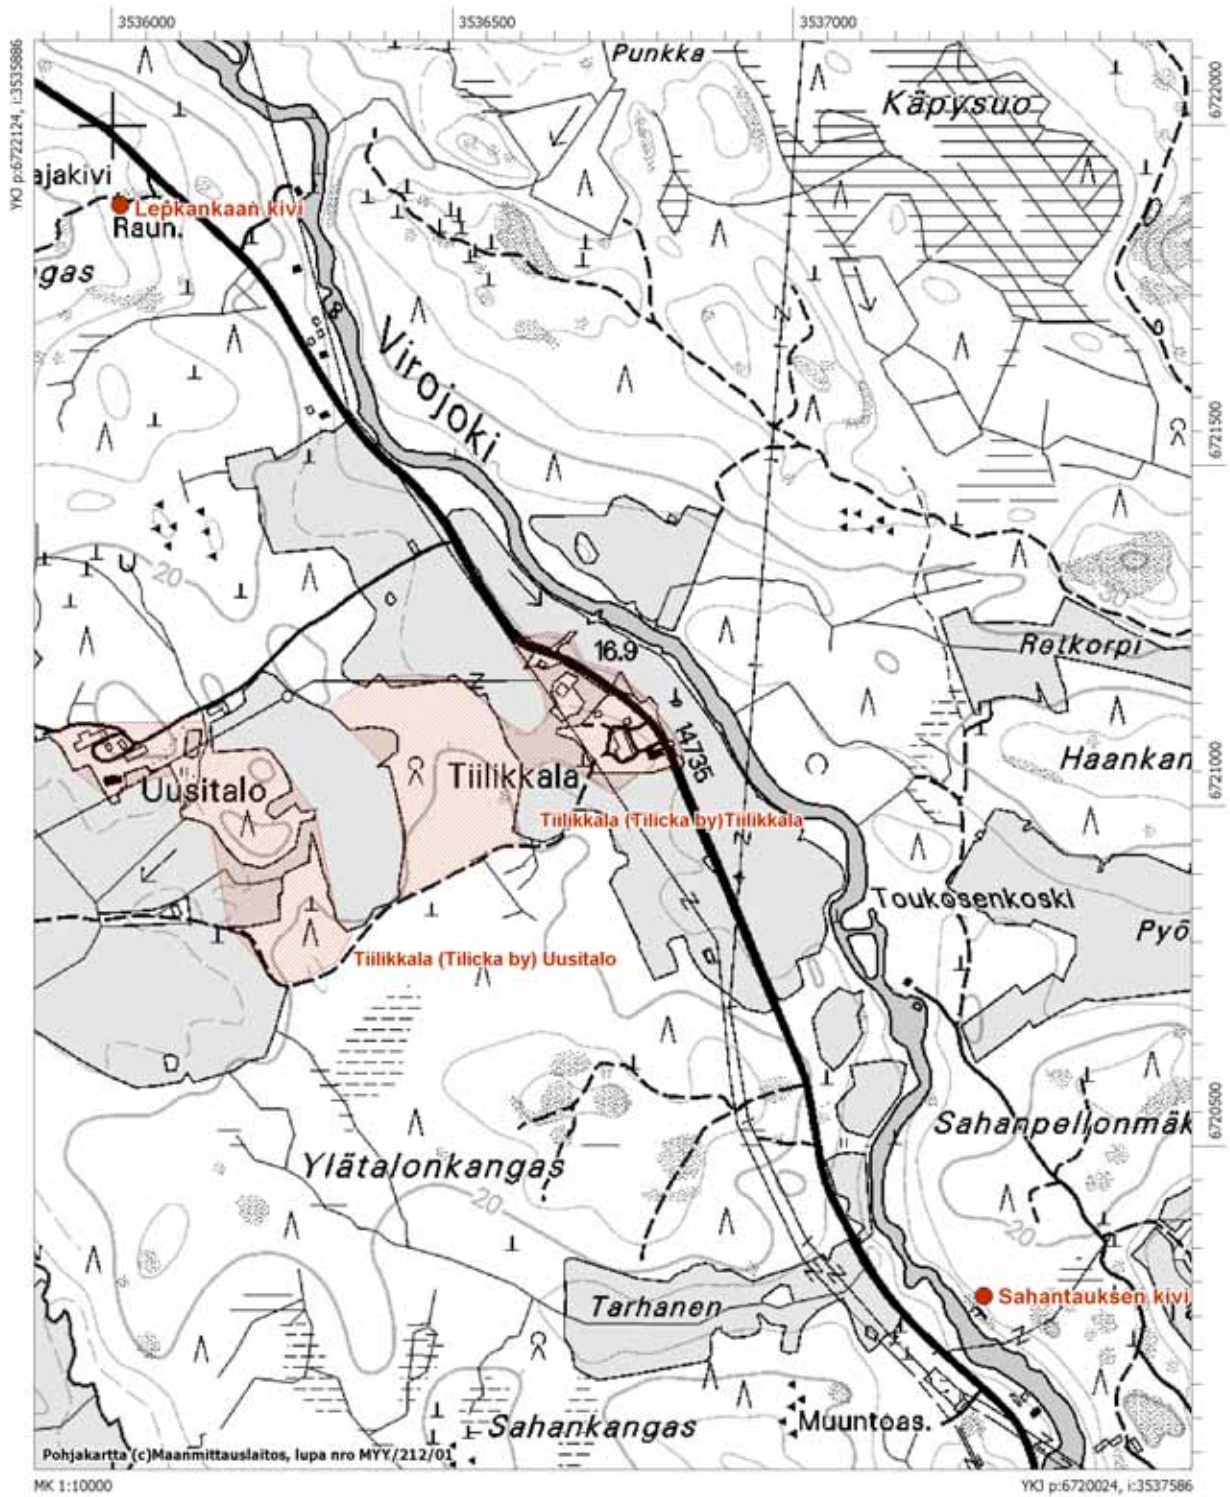 3536000
3536500
3537000
YKJ p:6722124, i:3535886
6722000
Punkka
Käpysuo
ajakivi
Lepkankaan kivi
Raun.
gas
Virojoki
6721500
U
20
16.9
Retkorpi
14735
Haankan
6721000
Uusitalo
Tiilikkala
Tiilikkala (Tilicka by)Tiilikkala
Toukosenkoski
Pyö
Tiilikkala (Tilicka by) Uusitalo
6720500
Sahanpellonmäk
Ylätalonkangas
20
20
Sahantauksen kivi
Tarhanen
Sahankangas
Muuntoas.
Pohjakartta (c)Maanmittauslaitos, lupa nro MYY/212/01
MK 1:10000
YKJ p:6720024, i:3537586